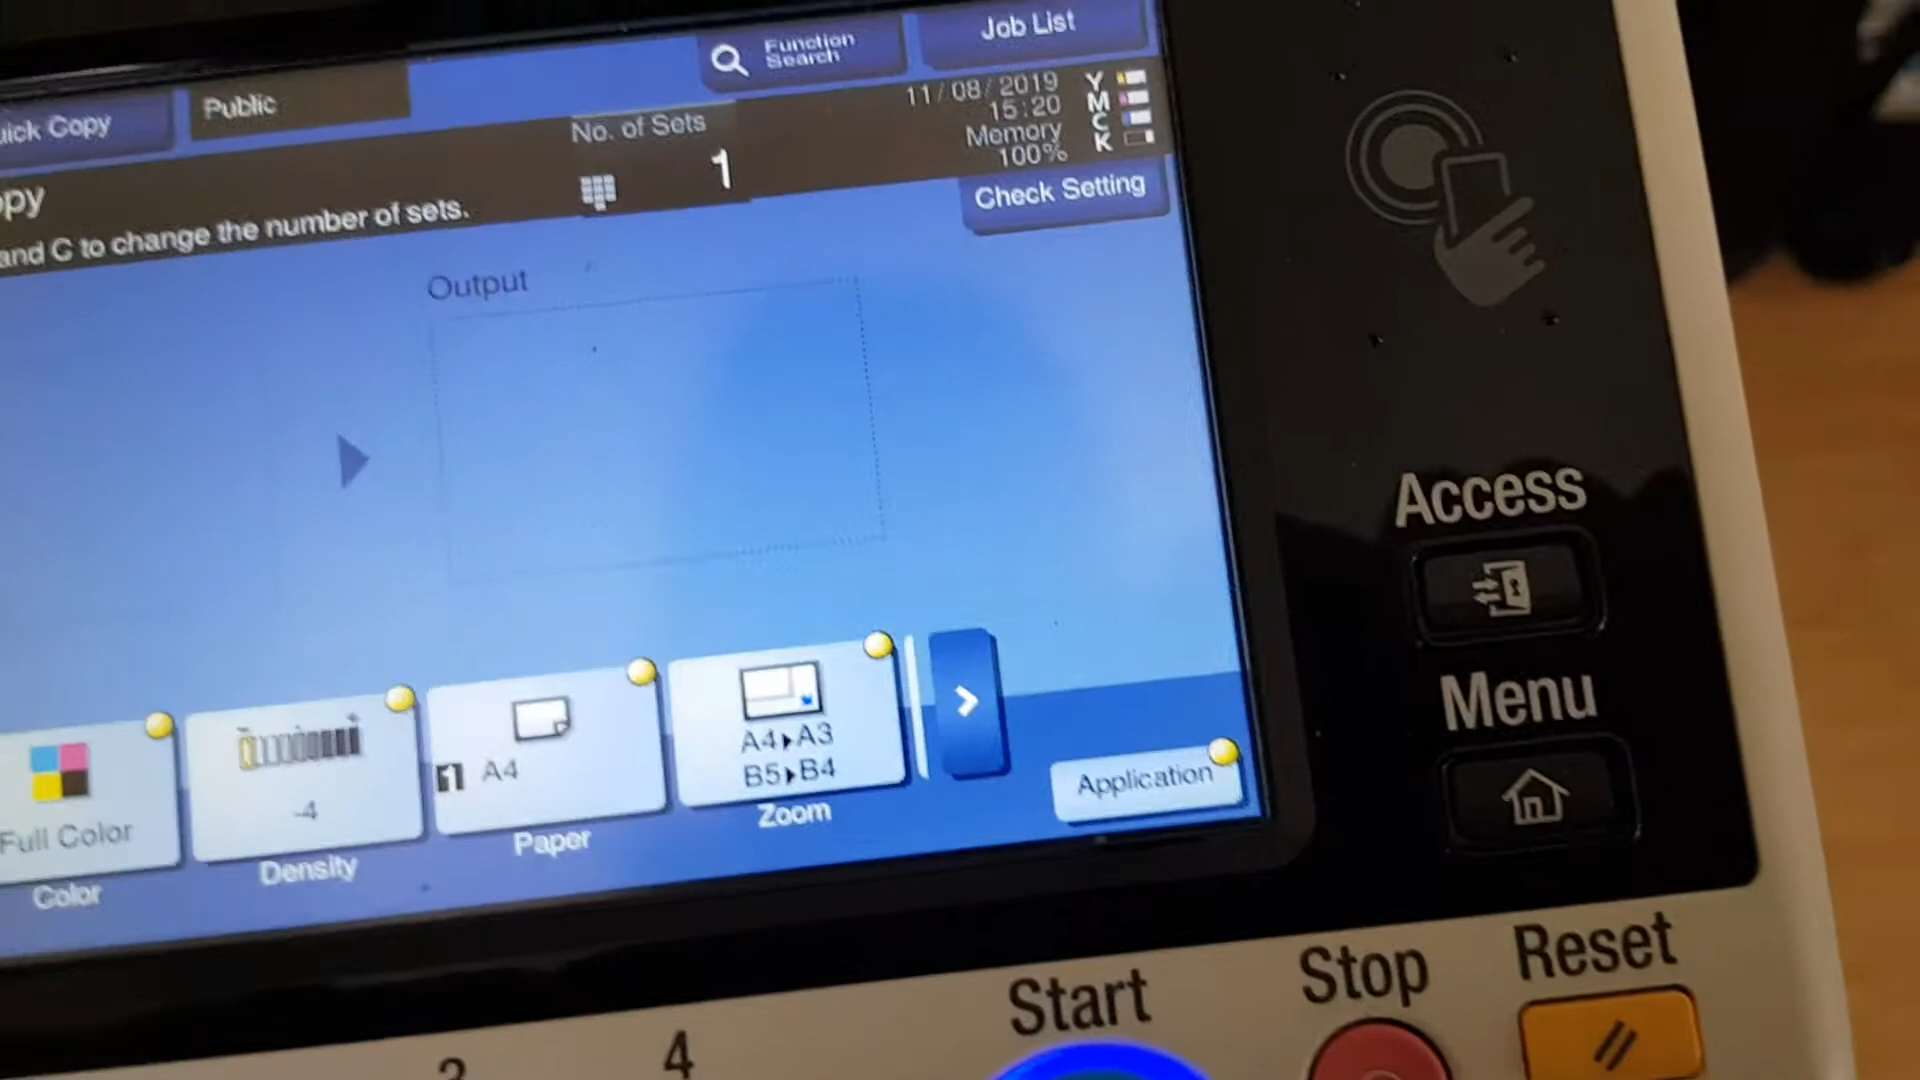 Function
Search
Job List
uick Copy
Public
No. of Sets
1
11/08/2019
15:20
Memory
100%
Y
M
C
K
opy
and C to change the number of sets.
Check Setting
Output
Full Color
Color
-4
Density
1 A4
Paper
A4▸A3
B5▸B4
Zoom
Application
Access
Menu
Start
Stop
Reset
3
4